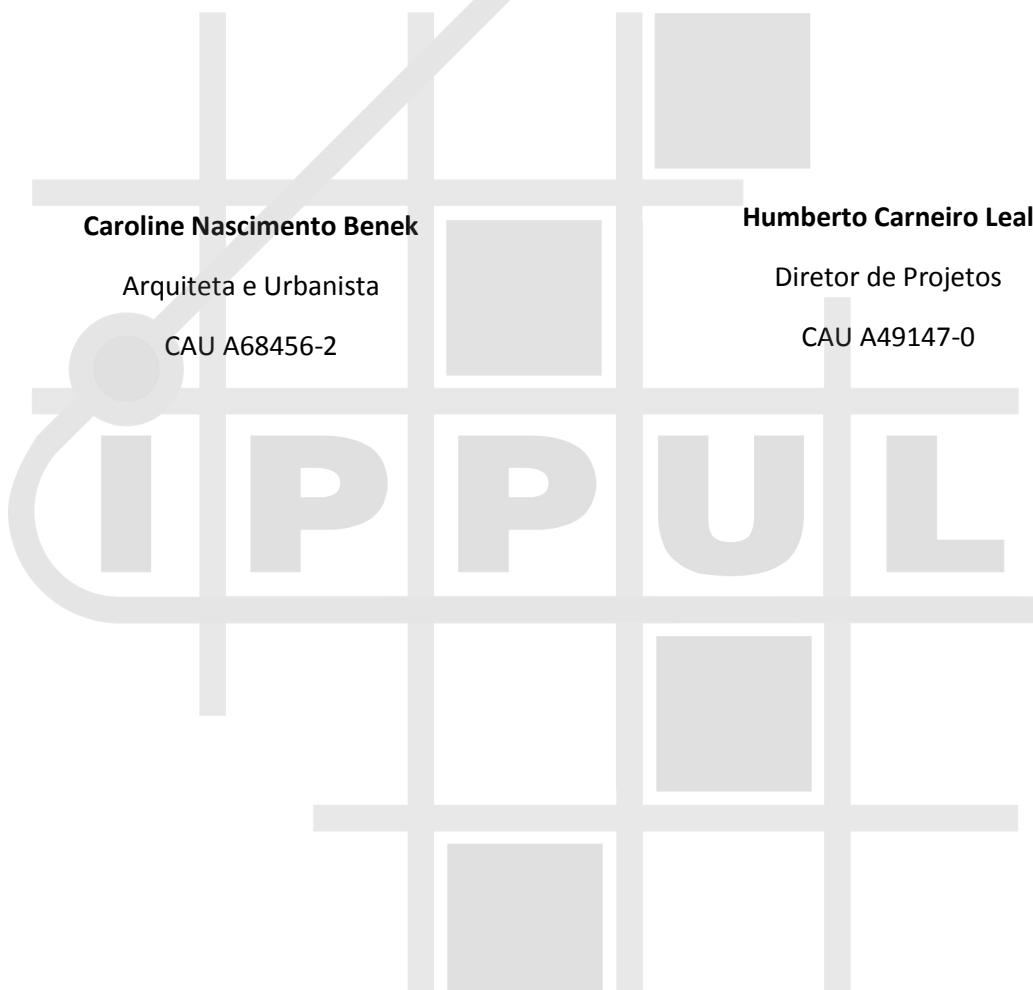 Caroline Nascimento Benek
Arquiteta e Urbanista
CAU A68456-2
Humberto Carneiro Leal
Diretor de Projetos
CAU A49147-0
IPPUL